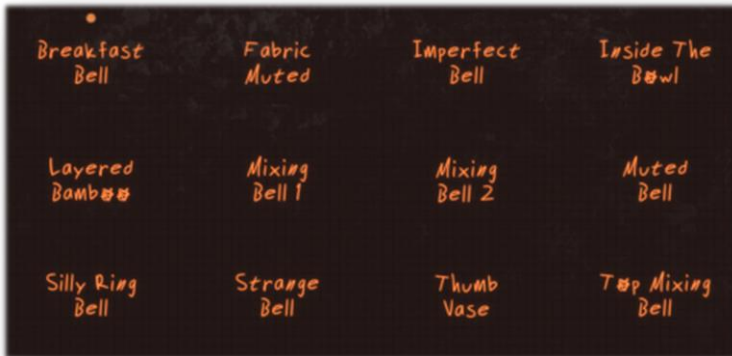 Breakfast Bell
Fabric Muted
Imperfect Bell
Inside The Bowl
Layered Bamboo
Mixing Bell 1
Mixing Bell 2
Muted Bell
Silly Ring Bell
Strange Bell
Thumb Vase
Top Mixing Bell